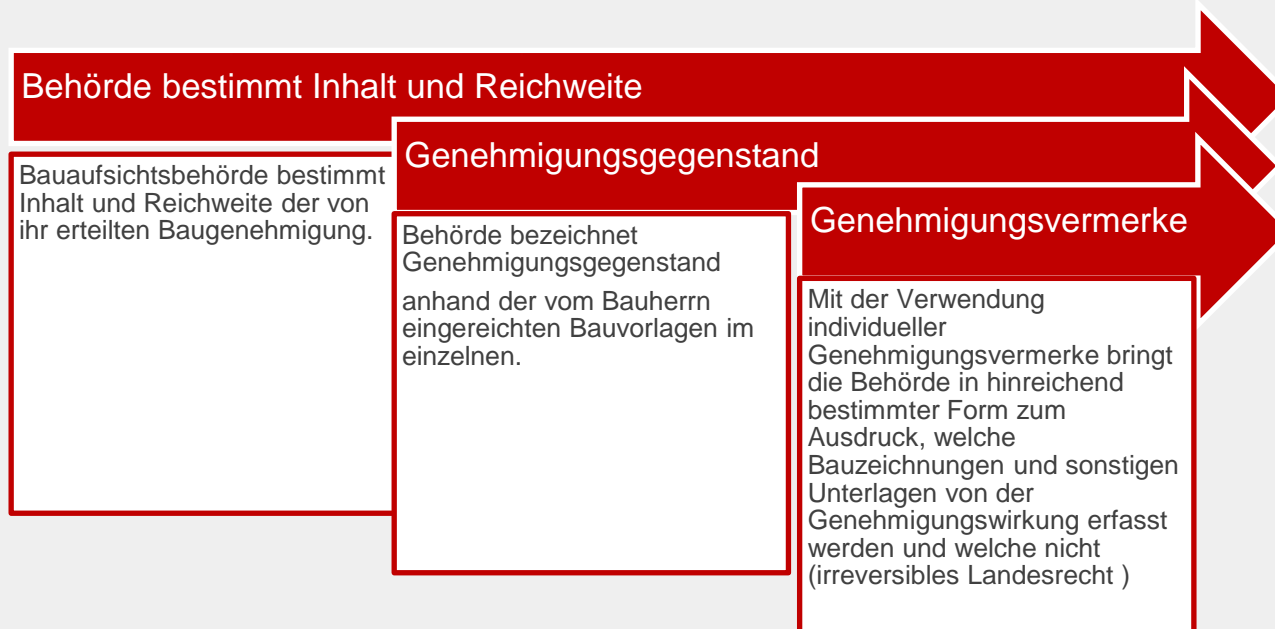 Behörde bestimmt Inhalt und Reichweite
Bauaufsichtsbehörde bestimmt
Inhalt und Reichweite der von
ihr erteilten Baugenehmigung.
Genehmigungsgegenstand
Behörde bezeichnet
Genehmigungsgegenstand
anhand der vom Bauherrn
eingereichten Bauvorlagen im
einzelnen.
Genehmigungsvermerke
Mit der Verwendung
individueller
Genehmigungsvermerke bringt
die Behörde in hinreichend
bestimmter Form zum
Ausdruck, welche
Bauzeichnungen und sonstigen
Unterlagen von der
Genehmigungswirkung erfasst
werden und welche nicht
(irreversibles Landesrecht )